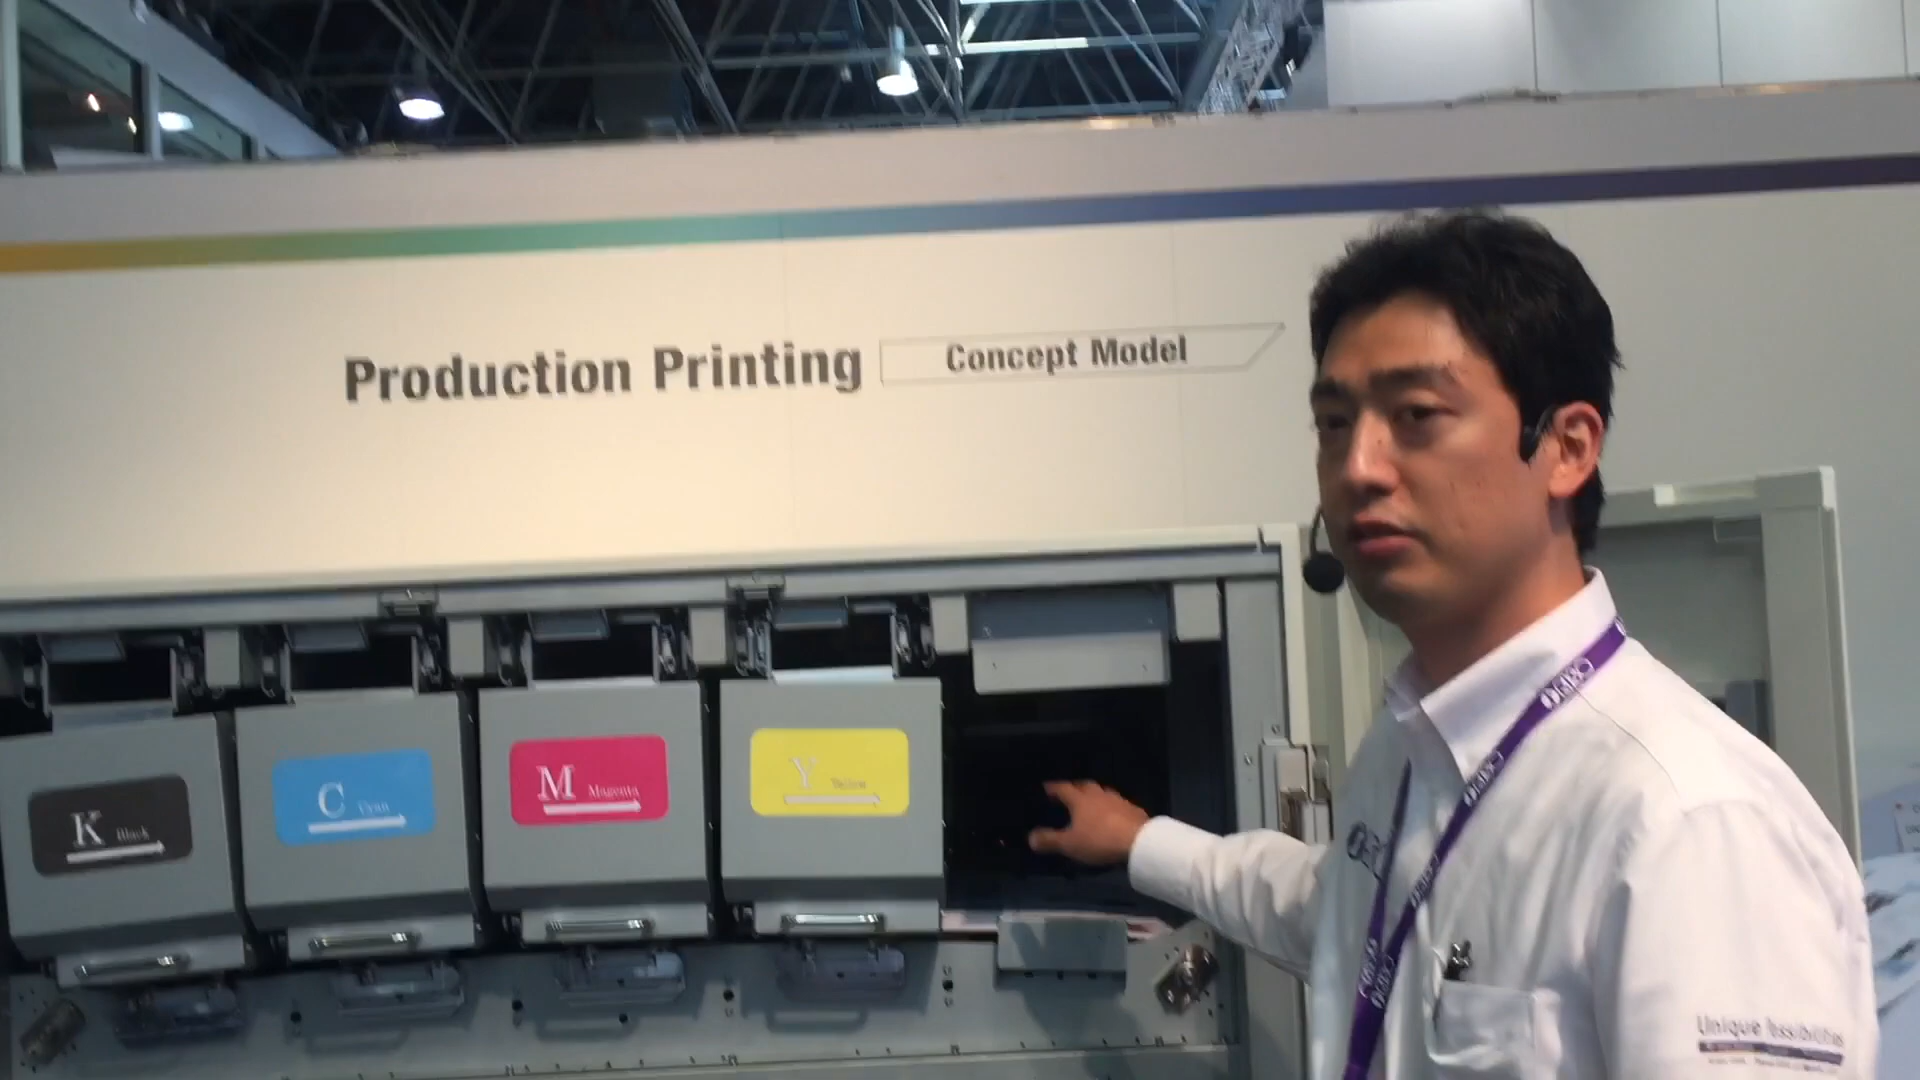 Production Printing
Concept Model
K Black
C Cyan
M Magenta
Y Yellow
Unique Possibilities